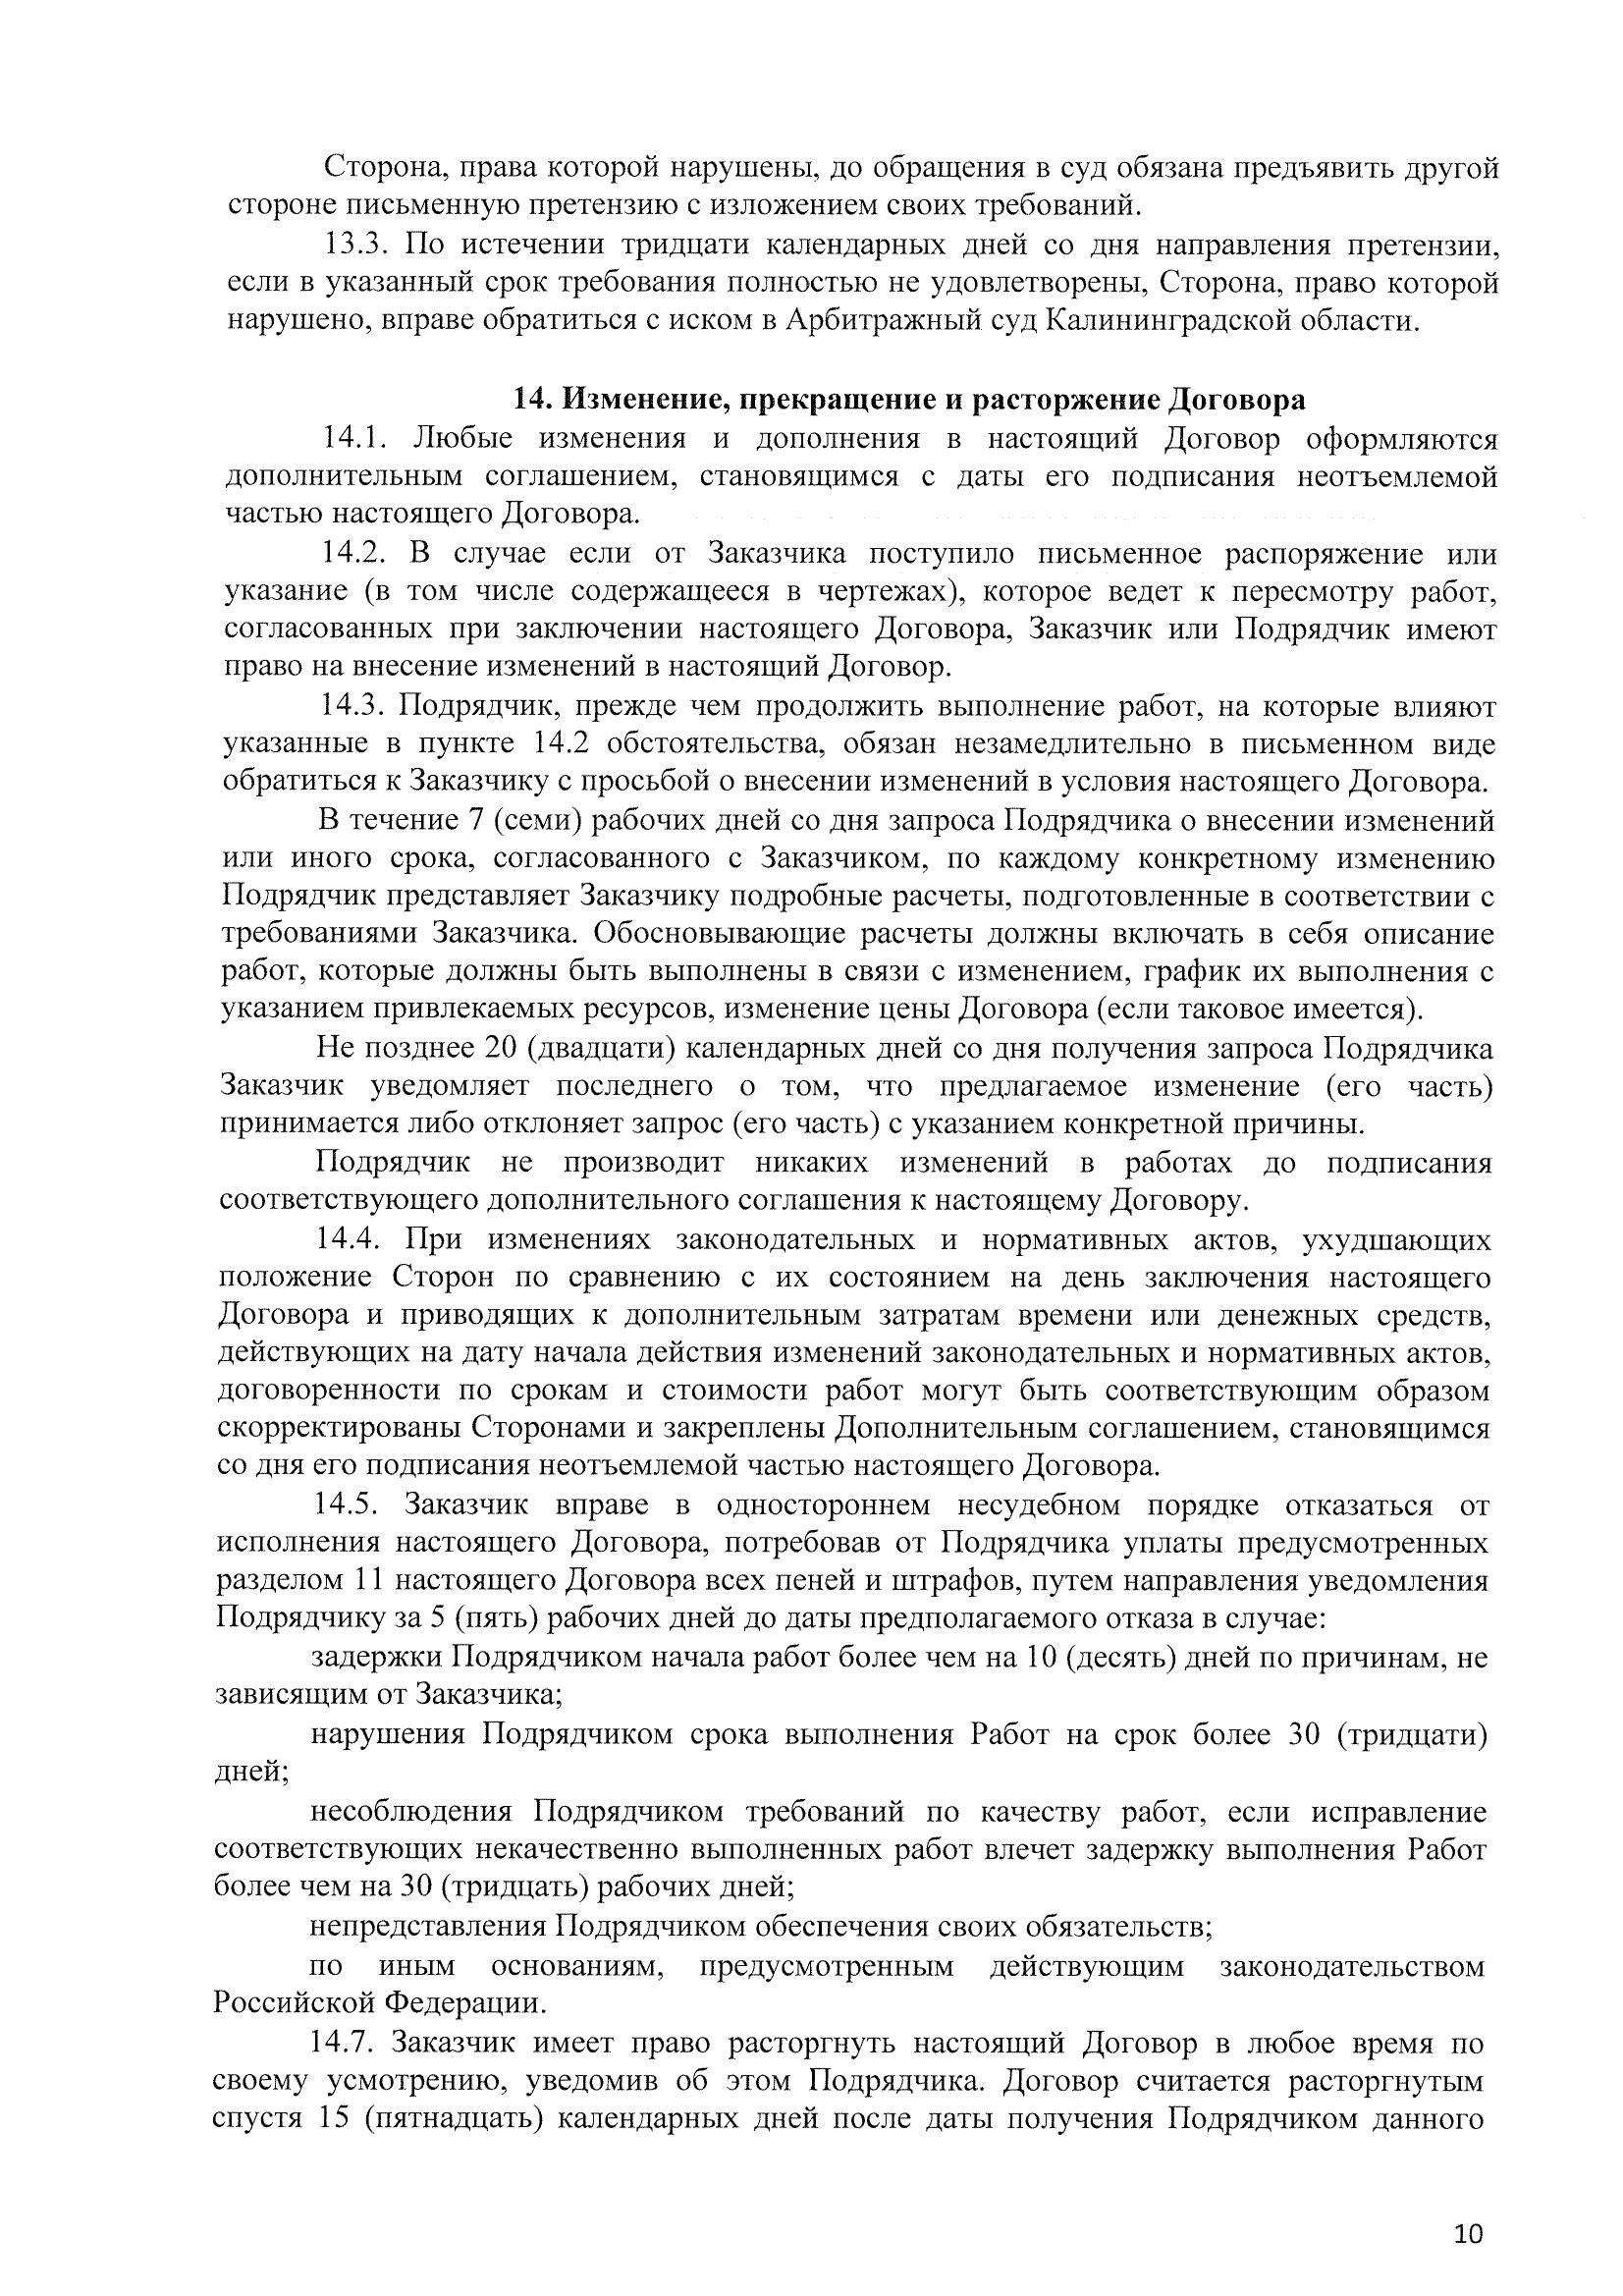 Сторона, права которой нарушены, до обращения в суд обязана предъявить другой
стороне письменную претензию с изложением своих требований.
13.3. По истечении тридцати календарных дней со дня направления претензии,
если в указанный срок требования полностью не удовлетворены, Сторона, право которой
нарушено, вправе обратиться с иском в Арбитражный суд Калининградской области.
14. Изменение, прекращение и расторжение Договора
14.1. Любые изменения и дополнения в настоящий Договор оформляются
дополнительным соглашением, становящимся с даты его подписания неотъемлемой
частью настоящего Договора.
14.2. В случае если от Заказчика поступило письменное распоряжение или
указание (в том числе содержащееся в чертежах), которое ведет к пересмотру работ,
согласованных при заключении настоящего Договора, Заказчик или Подрядчик имеют
право на внесение изменений в настоящий Договор.
14.3. Подрядчик, прежде чем продолжить выполнение работ, на которые влияют
указанные в пункте 14.2 обстоятельства, обязан незамедлительно в письменном виде
обратиться к Заказчику с просьбой о внесении изменений в условия настоящего Договора.
В течение 7 (семи) рабочих дней со дня запроса Подрядчика о внесении изменений
или иного срока, согласованного с Заказчиком, по каждому конкретному изменению
Подрядчик представляет Заказчику подробные расчеты, подготовленные в соответствии с
требованиями Заказчика. Обосновывающие расчеты должны включать в себя описание
работ, которые должны быть выполнены в связи с изменением, график их выполнения с
указанием привлекаемых ресурсов, изменение цены Договора (если таковое имеется).
Не позднее 20 (двадцати) календарных дней со дня получения запроса Подрядчика
Заказчик уведомляет последнего о том, что предлагаемое изменение (его часть)
принимается либо отклоняет запрос (его часть) с указанием конкретной причины.
Подрядчик не производит никаких изменений в работах до подписания
соответствующего дополнительного соглашения к настоящему Договору.
14.4. При изменениях законодательных и нормативных актов, ухудшающих
положение Сторон по сравнению с их состоянием на день заключения настоящего
Договора и приводящих к дополнительным затратам времени или денежных средств,
действующих на дату начала действия изменений законодательных и нормативных актов,
договоренности по срокам и стоимости работ могут быть соответствующим образом
скорректированы Сторонами и закреплены Дополнительным соглашением, становящимся
со дня его подписания неотъемлемой частью настоящего Договора.
14.5. Заказчик вправе в одностороннем несудебном порядке отказаться от
исполнения настоящего Договора, потребовав от Подрядчика уплаты предусмотренных
разделом 11 настоящего Договора всех пеней и штрафов, путем направления уведомления
Подрядчику за 5 (пять) рабочих дней до даты предполагаемого отказа в случае:
задержки Подрядчиком начала работ более чем на 10 (десять) дней по причинам, не
зависящим от Заказчика;
нарушения Подрядчиком срока выполнения Работ на срок более 30 (тридцати)
дней;
несоблюдения Подрядчиком требований по качеству работ, если исправление
соответствующих некачественно выполненных работ влечет задержку выполнения Работ
более чем на 30 (тридцать) рабочих дней;
непредставления Подрядчиком обеспечения своих обязательств;
по иным основаниям, предусмотренным действующим законодательством
Российской Федерации.
14.7. Заказчик имеет право расторгнуть настоящий Договор в любое время по
своему усмотрению, уведомив об этом Подрядчика. Договор считается расторгнутым
спустя 15 (пятнадцать) календарных дней после даты получения Подрядчиком данного
10